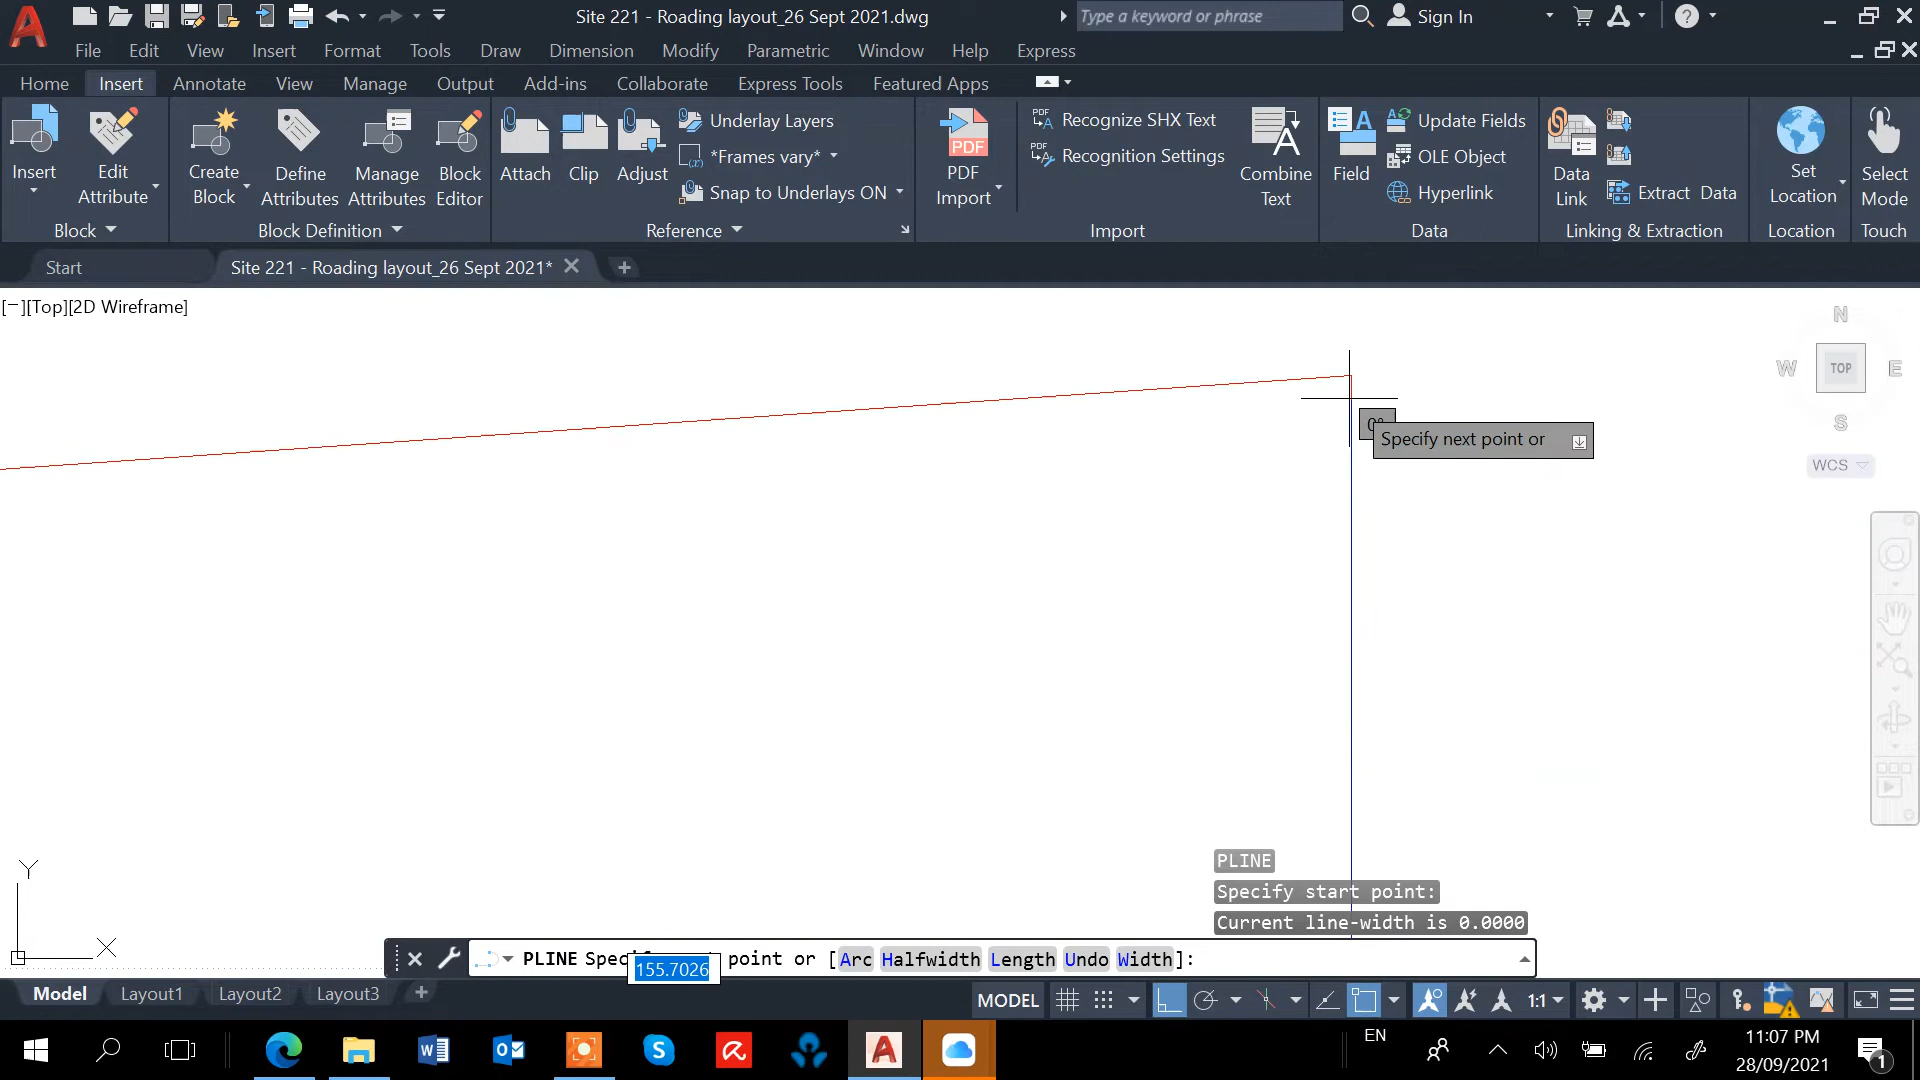 Site 221 - Roading layout_26 Sept 2021.dwg
Type a keyword or phrase
Sign In
File Edit View Insert Format Tools Draw Dimension Modify Parametric Window Help Express
Home Insert Annotate View Manage Output Add-ins Collaborate Express Tools Featured Apps
Insert
Edit Attribute
Create Block
Define Attributes
Manage Attributes
Block Editor
Attach
Clip
Adjust
Underlay Layers
*Frames vary*
Snap to Underlays ON
PDF
PDF Import
PDF
Recognize SHX Text
PDF
Recognition Settings
Combine Text
Field
Update Fields
OLE Object
Hyperlink
Data Link
Extract Data
Set Location
Select Mode
Block
Block Definition
Reference
Import
Data
Linking & Extraction
Location
Touch
Start
Site 221 - Roading layout_26 Sept 2021*
[−][Top][2D Wireframe]
N
W
TOP
E
S
WCS
Specify next point or
Y
X
PLINE
Specify start point:
Current line-width is 0.0000
PLINE point or [Arc Halfwidth Length Undo Width]:
155.7026
Model Layout1 Layout2 Layout3
MODEL
1:1
EN
11:07 PM
28/09/2021
1